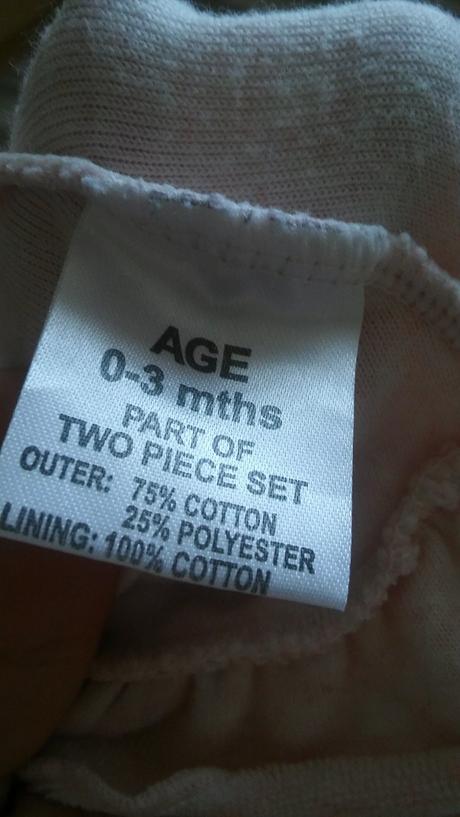 AGE
0-3 mths
PART OF
TWO PIECE SET
OUTER: 75% COTTON
25% POLYESTER
LINING: 100% COTTON